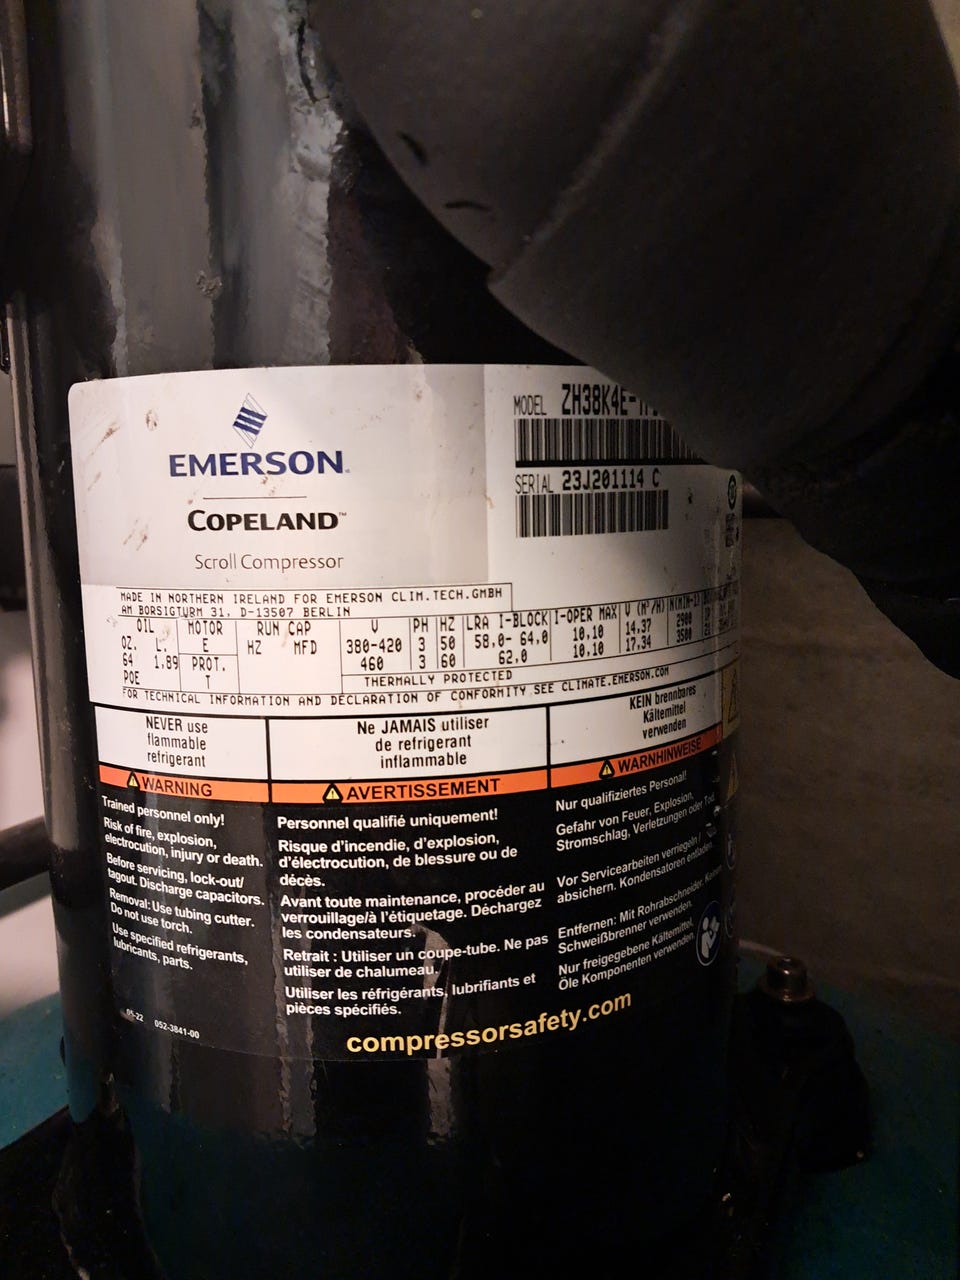 EMERSON
COPELAND™
Scroll Compressor
MODEL ZH38K4E-
SERIAL 23J201114 C
MADE IN NORTHERN IRELAND FOR EMERSON CLIM.TECH.GMBH
AM BORSIGTURM 31, D-13507 BERLIN
OIL MOTOR RUN CAP V PH HZ LRA I-BLOCK I-OPER MAX V (M³/H) N(MIN-1)
OZ. L. E HZ MFD 380-420 3 50 58,0- 64,0 10,10 14,37 2900
64 1,89 PROT. 460 3 60 62,0 10,10 17,34 3500
POE T THERMALLY PROTECTED
FOR TECHNICAL INFORMATION AND DECLARATION OF CONFORMITY SEE CLIMATE.EMERSON.COM
NEVER use
flammable
refrigerant
WARNING
Trained personnel only!
Risk of fire, explosion,
electrocution, injury or death.
Before servicing, lock-out/
tagout. Discharge capacitors.
Removal: Use tubing cutter.
Do not use torch.
Use specified refrigerants,
lubricants, parts.
05-22 052-3841-00
Ne JAMAIS utiliser
de refrigerant
inflammable
AVERTISSEMENT
Personnel qualifié uniquement!
Risque d'incendie, d'explosion,
d'électrocution, de blessure ou de
décès.
Avant toute maintenance, procéder au
verrouillage/à l'étiquetage. Déchargez
les condensateurs.
Retrait : Utiliser un coupe-tube. Ne pas
utiliser de chalumeau.
Utiliser les réfrigérants, lubrifiants et
pièces spécifiés.
KEIN brennbares
Kältemittel
verwenden
WARNHINWEISE
Nur qualifiziertes Personal!
Gefahr von Feuer, Explosion,
Stromschlag, Verletzungen oder Tod.
Vor Servicearbeiten verriegeln /
absichern. Kondensatoren entladen.
Entfernen: Mit Rohrabschneider. Keinen
Schweißbrenner verwenden.
Nur freigegebene Kältemittel,
Öle Komponenten verwenden.
compressorsafety.com